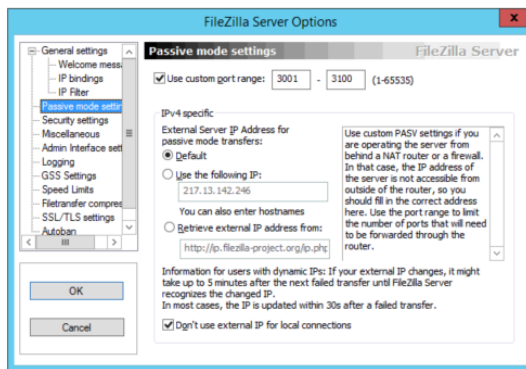 FileZilla Server Options
x
General settings
Welcome mess
IP bindings
IP Filter
Passive mode settin
Security settings
Miscellaneous
Admin Interface sett
Logging
GSS Settings
Speed Limits
Filetransfer compres
SSL/TLS settings
Autoban
OK
Cancel
Passive mode settings
FileZilla Server
Use custom port range: 3001 - 3100 (1-65535)
IPv4 specific
External Server IP Address for
passive mode transfers:
Default
Use the following IP:
217.13.142.246
You can also enter hostnames
Retrieve external IP address from:
http://ip.filezilla-project.org/ip.php
Use custom PASV settings if you
are operating the server from
behind a NAT router or a firewall.
In that case, the IP address of
the server is not accessible from
outside of the router, so you
should fill in the correct address
here. Use the port range to limit
the number of ports that will need
to be forwarded through the
router.
Information for users with dynamic IPs: If your external IP changes, it might
take up to 5 minutes after the next failed transfer until FileZilla Server
recognizes the changed IP.
In most cases, the IP is updated within 30s after a failed transfer.
Don't use external IP for local connections